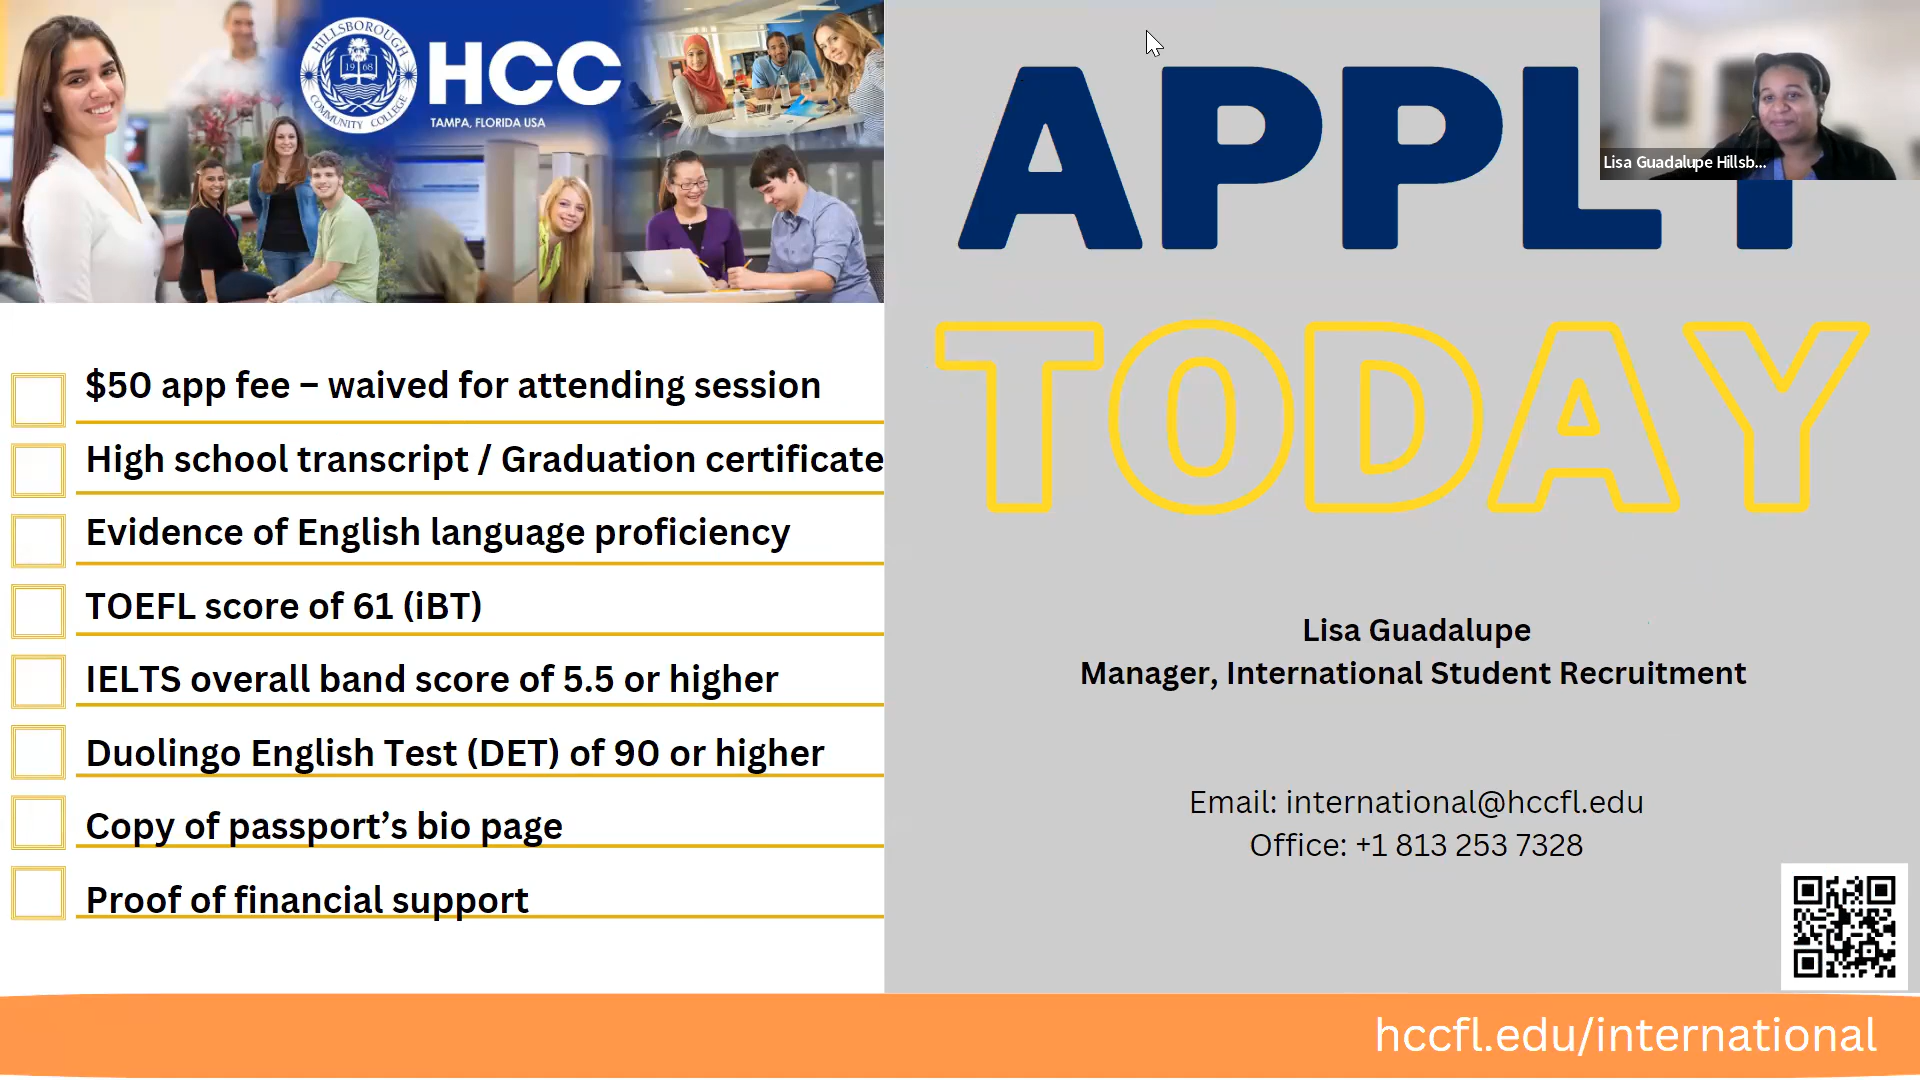 HILLSBOROUGH
COMMUNITY COLLEGE
1968
HCC
TAMPA, FLORIDA USA
$50 app fee – waived for attending session
High school transcript / Graduation certificate
Evidence of English language proficiency
TOEFL score of 61 (iBT)
IELTS overall band score of 5.5 or higher
Duolingo English Test (DET) of 90 or higher
Copy of passport’s bio page
Proof of financial support
APPLY
TODAY
Lisa Guadalupe Hillsb...
Lisa Guadalupe
Manager, International Student Recruitment
Email: international@hccfl.edu
Office: +1 813 253 7328
hccfl.edu/international